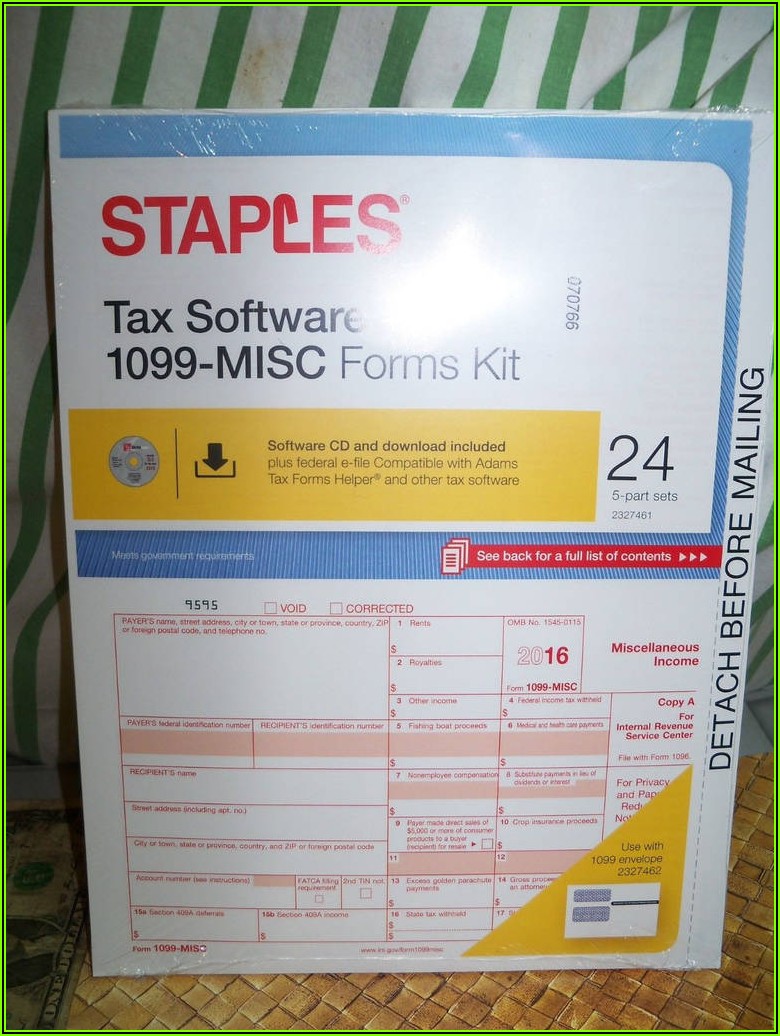 STAPLES®
Tax Software
1099-MISC Forms Kit
070766
Software CD and download included
plus federal e-file Compatible with Adams
Tax Forms Helper® and other tax software
24
5-part sets
2327461
Meets government requirements
See back for a full list of contents
DETACH BEFORE MAILING
9595
VOID
CORRECTED
PAYER'S name, street address, city or town, state or province, country, ZIP
or foreign postal code, and telephone no.
1 Rents
$
2 Royalties
$
OMB No. 1545-0115
2016
Form 1099-MISC
Miscellaneous
Income
3 Other income
$
4 Federal income tax withheld
$
Copy A
For
Internal Revenue
Service Center
File with Form 1096.
PAYER'S federal identification number
RECIPIENT'S identification number
5 Fishing boat proceeds
$
6 Medical and health care payments
$
RECIPIENT'S name
7 Nonemployee compensation
$
8 Substitute payments in lieu of
dividends or interest
$
For Privacy
and Pap
Redu
No
Street address (including apt. no.)
9 Payer made direct sales of
$5,000 or more of consumer
products to a buyer
(recipient) for resale
10 Crop insurance proceeds
$
City or town, state or province, country, and ZIP or foreign postal code
11
12
Account number (see instructions)
FATCA filing
requirement
2nd TIN not.
13 Excess golden parachute
payments
$
14 Gross procee
an attorne
$
15a Section 409A deferrals
$
15b Section 409A income
$
16 State tax withheld
$
$
17
Form 1099-MISC
www.irs.gov/form1099misc
Use with
1099 envelope
2327462